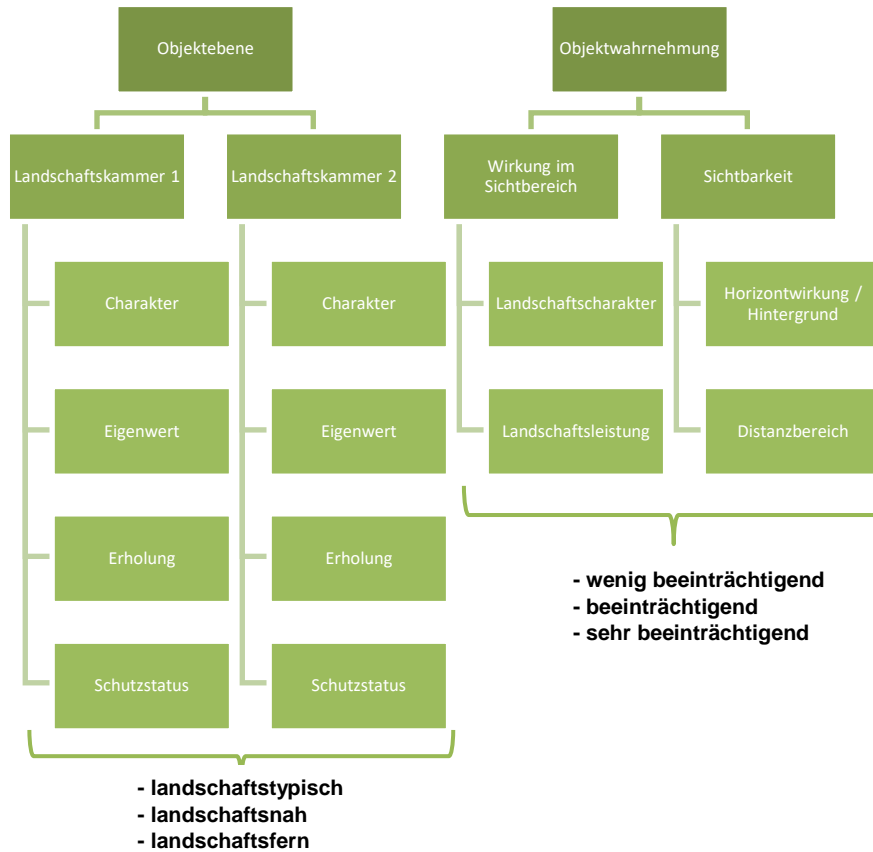 Objektebene
Landschaftskammer 1
Charakter
Eigenwert
Erholung
Schutzstatus
Landschaftskammer 2
Charakter
Eigenwert
Erholung
Schutzstatus
- landschaftstypisch
- landschaftsnah
- landschaftsfern
Objektwahrnehmung
Wirkung im
Sichtbereich
Landschaftscharakter
Landschaftsleistung
Sichtbarkeit
Horizontwirkung /
Hintergrund
Distanzbereich
- wenig beeinträchtigend
- beeinträchtigend
- sehr beeinträchtigend